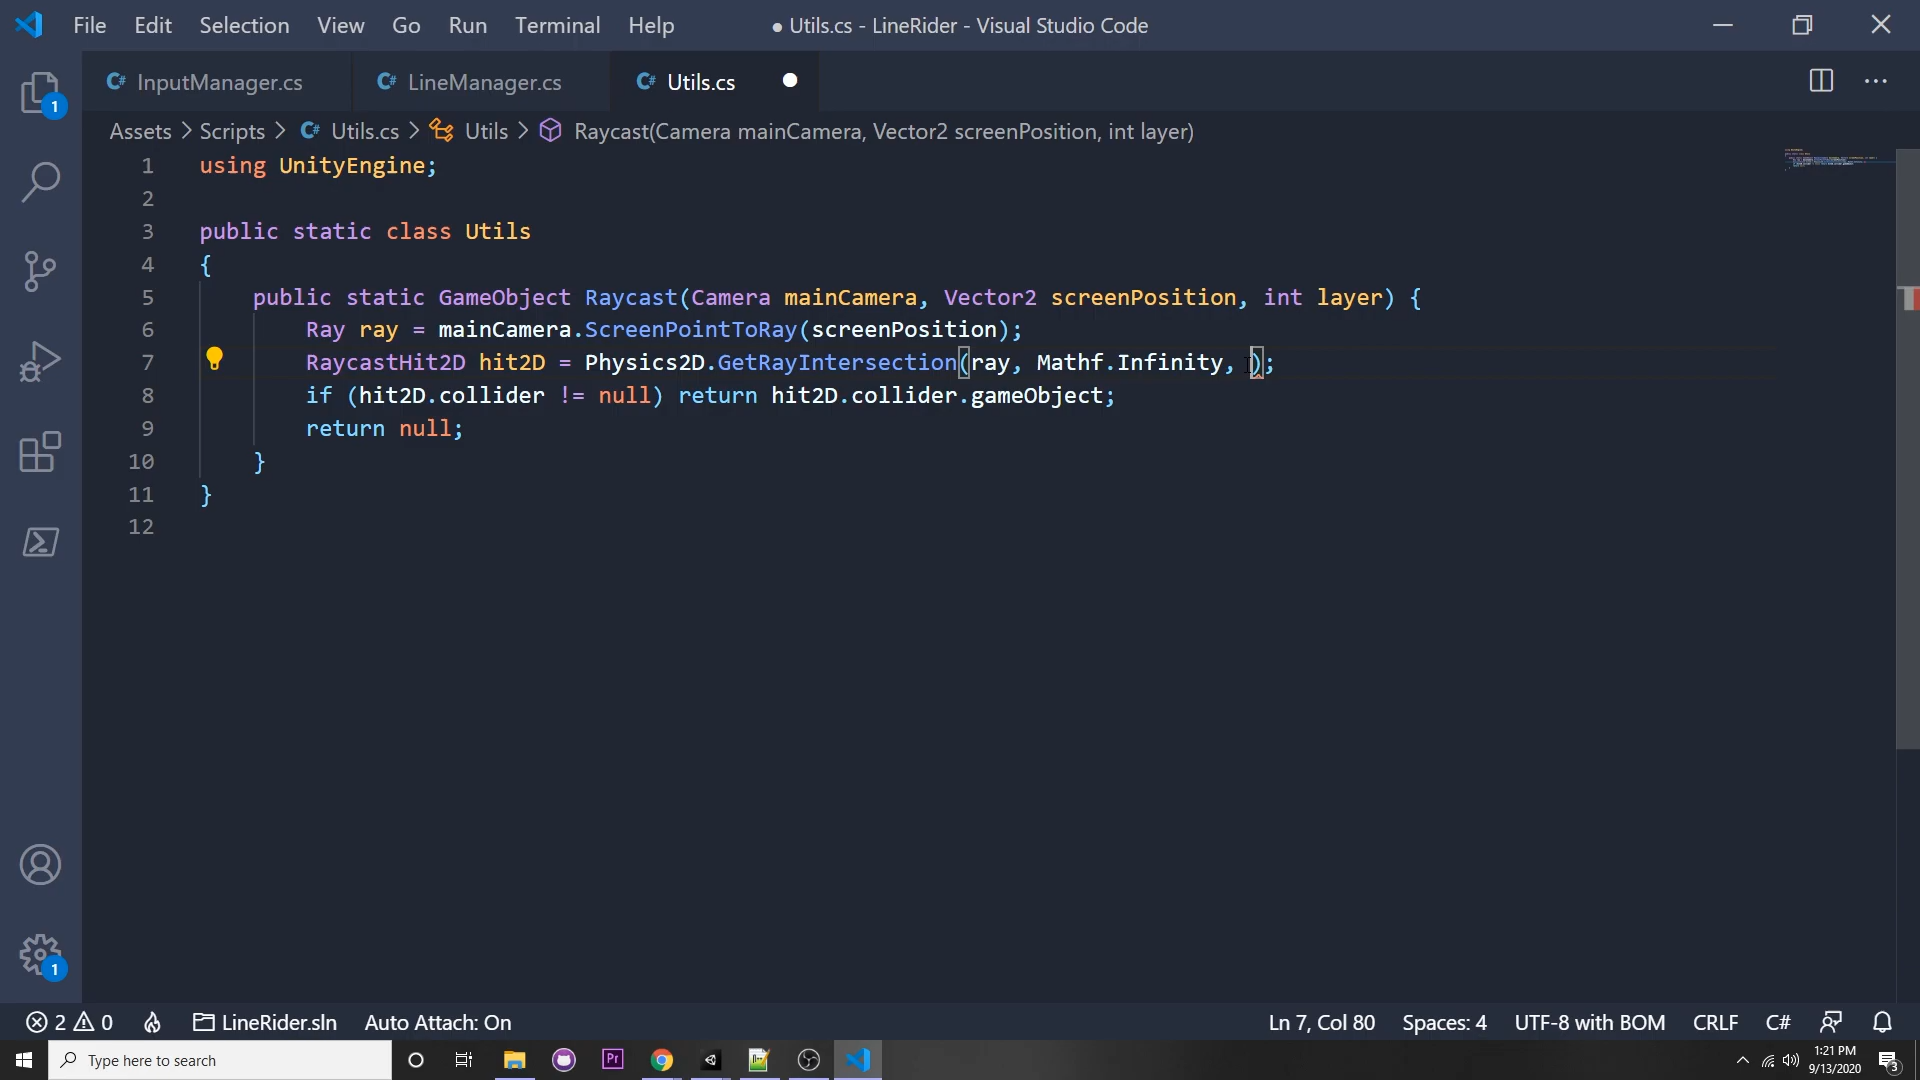 File Edit Selection View Go Run Terminal Help ● Utils.cs - LineRider - Visual Studio Code
C# InputManager.cs C# LineManager.cs C# Utils.cs
1
Assets > Scripts > C# Utils.cs > Utils > Raycast(Camera mainCamera, Vector2 screenPosition, int layer)
1 using UnityEngine;
2
3 public static class Utils
4 {
5 public static GameObject Raycast(Camera mainCamera, Vector2 screenPosition, int layer) {
6 Ray ray = mainCamera.ScreenPointToRay(screenPosition);
7 RaycastHit2D hit2D = Physics2D.GetRayIntersection(ray, Mathf.Infinity, );
8 if (hit2D.collider != null) return hit2D.collider.gameObject;
9 return null;
10 }
11 }
12
1
2 0 LineRider.sln Auto Attach: On Ln 7, Col 80 Spaces: 4 UTF-8 with BOM CRLF C#
Type here to search Pr 1:21 PM
9/13/2020 3